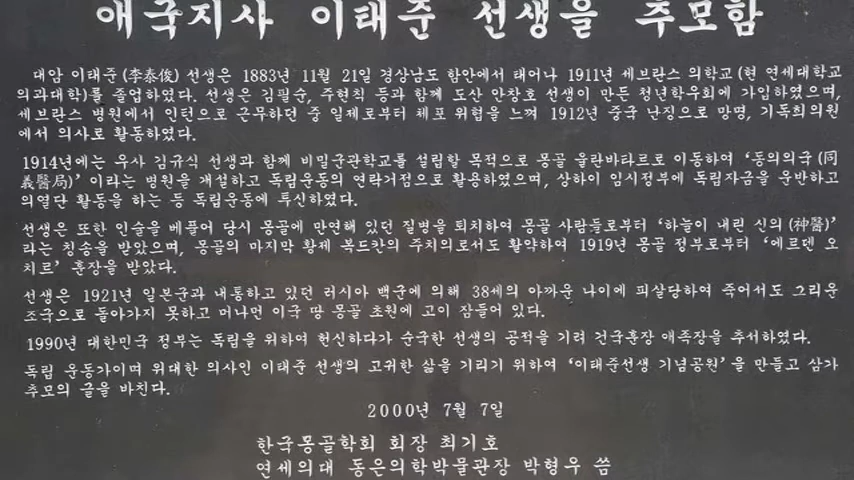 애국지사 이태준 선생을 추모함
대암 이태준(李泰俊) 선생은 1883년 11월 21일 경상남도 함안에서 태어나 1911년 세브란스 의학교(현 연세대학교
의과대학)를 졸업하였다. 선생은 김필순, 주현칙 등과 함께 도산 안창호 선생이 만든 청년학우회에 가입하였으며,
세브란스 병원에서 인턴으로 근무하던 중 일제로부터 체포 위협을 느껴 1912년 중국 난징으로 망명, 기독회의원
에서 의사로 활동하였다.
1914년에는 우사 김규식 선생과 함께 비밀군관학교를 설립할 목적으로 몽골 울란바타르로 이동하여 '동의의국(同
義醫局)'이라는 병원을 개설하고 독립운동의 연락거점으로 활용하였으며, 상하이 임시정부에 독립자금을 운반하고
의열단 활동을 하는 등 독립운동에 투신하였다.
선생은 또한 인술을 베풀어 당시 몽골에 만연해 있던 질병을 퇴치하여 몽골 사람들로부터 '하늘이 내린 신의(神醫)'
라는 칭송을 받았으며, 몽골의 마지막 황제 복드칸의 주치의로서도 활약하여 1919년 몽골 정부로부터 '에르덴 오
치르' 훈장을 받았다.
선생은 1921년 일본군과 내통하고 있던 러시아 백군에 의해 38세의 아까운 나이에 피살당하여 죽어서도 그리운
조국으로 돌아가지 못하고 머나먼 이국 땅 몽골 초원에 고이 잠들어 있다.
1990년 대한민국 정부는 독립을 위하여 헌신하다가 순국한 선생의 공적을 기려 건국훈장 애족장을 추서하였다.
독립 운동가이며 위대한 의사인 이태준 선생의 고귀한 삶을 기리기 위하여 '이태준선생 기념공원'을 만들고 삼가
추모의 글을 바친다.
2000년 7월 7일
한국몽골학회 회장 최기호
연세의대 동은의학박물관장 박형우 씀